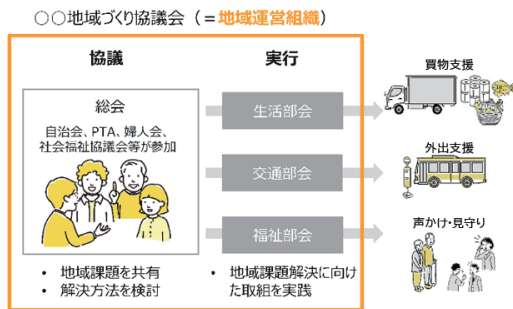 ○○地域づくり協議会（＝地域運営組織）
協議
実行
総会
自治会、PTA、婦人会、
社会福祉協議会等が参加
• 地域課題を共有
• 解決方法を検討
生活部会
交通部会
福祉部会
• 地域課題解決に向け
た取組を実践
買物支援
外出支援
声かけ・見守り